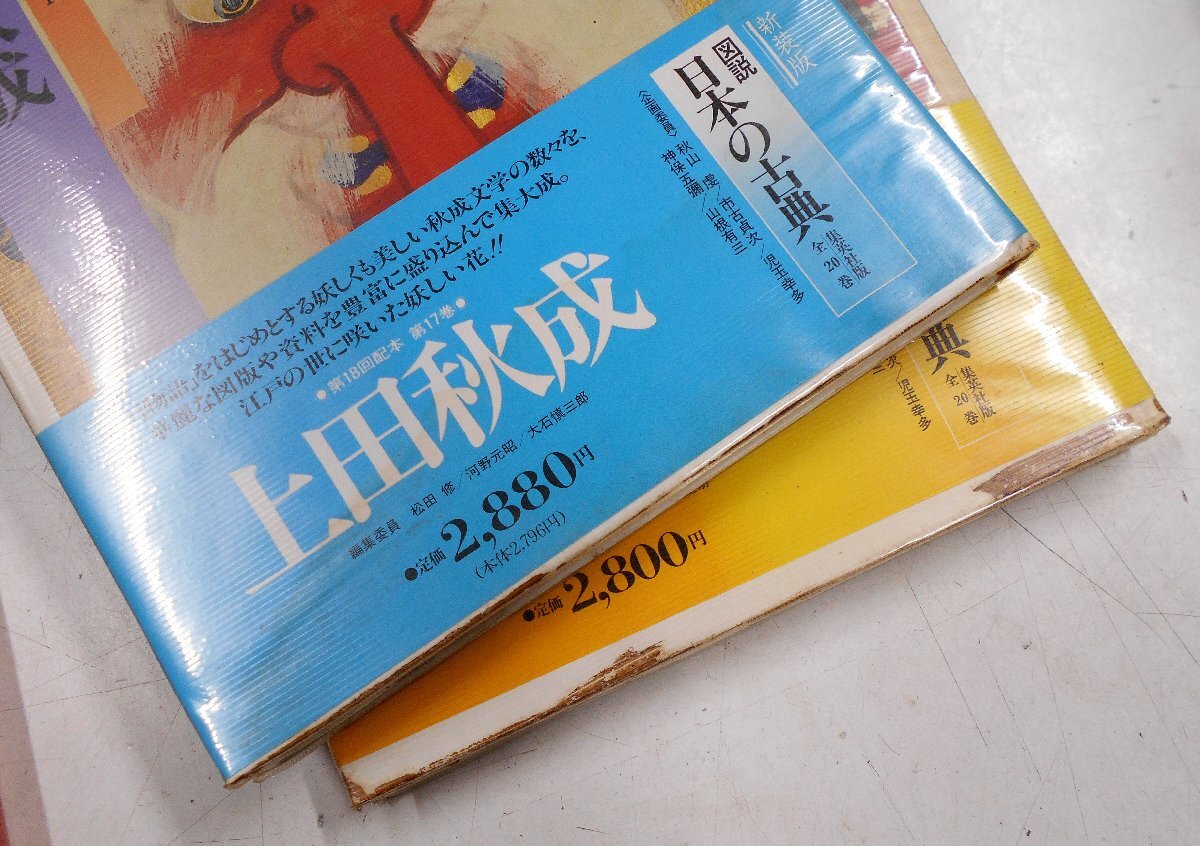 成
新装版
図説
日本の古典
集英社版
全20巻
〈企画委員〉 秋山 虔/市古貞次/児玉幸多
神保五彌/山根有三
物語』をはじめとする妖しくも美しい秋成文学の数々を、
華麗な図版や資料を豊富に盛り込んで集大成。
江戸の世に咲いた妖しい花!!
●第18回配本 第17巻●
上田秋成
編集委員 松田 修/河野元昭/大石慎三郎
●定価2,880円
(本体2,796円)
典
集英社版
全20巻
次/児玉幸多
三
●定価2,800円